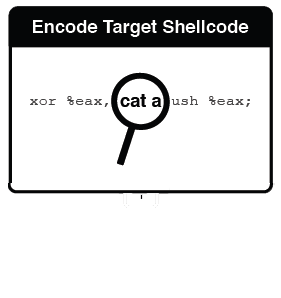 Encode Target Shellcode
xor %eax, cat a ush %eax;